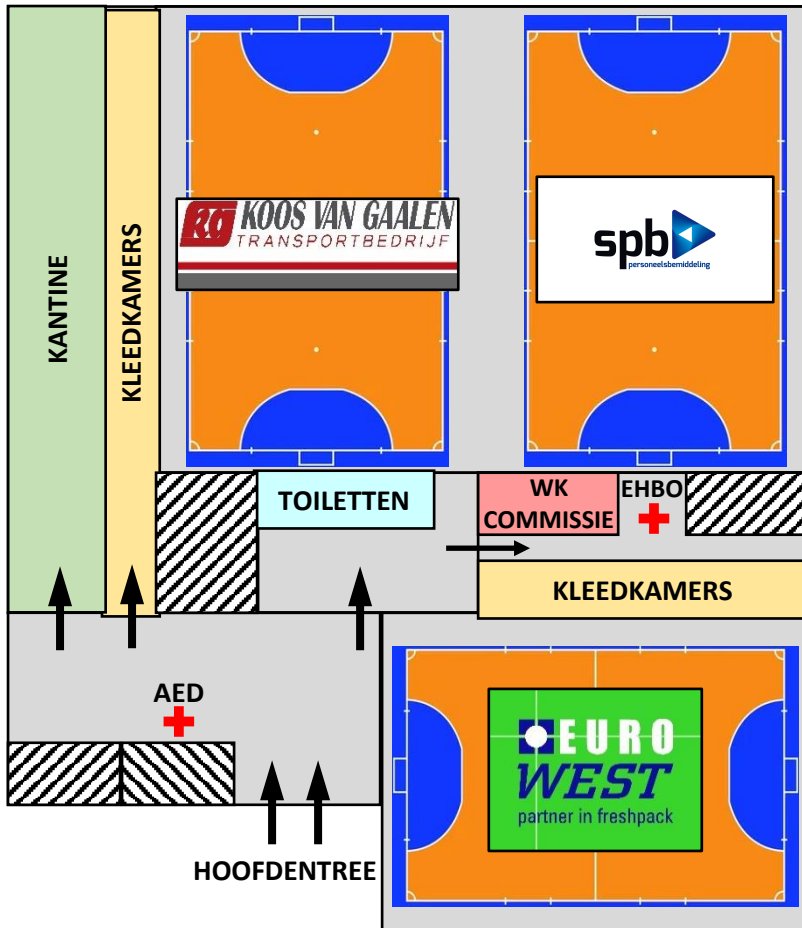 KANTINE
KLEEDKAMERS
RG KOOS VAN GAALEN
TRANSPORTBEDRIJF
spb
personeelsbemiddeling
TOILETTEN
WK
COMMISSIE
EHBO
KLEEDKAMERS
AED
EURO
WEST
partner in freshpack
HOOFDENTREE